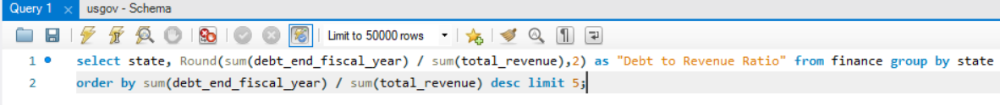 Query 1 × usgov - Schema
Limit to 50000 rows
1 select state, Round(sum(debt_end_fiscal_year) / sum(total_revenue),2) as "Debt to Revenue Ratio" from finance group by state
2 order by sum(debt_end_fiscal_year) / sum(total_revenue) desc limit 5;